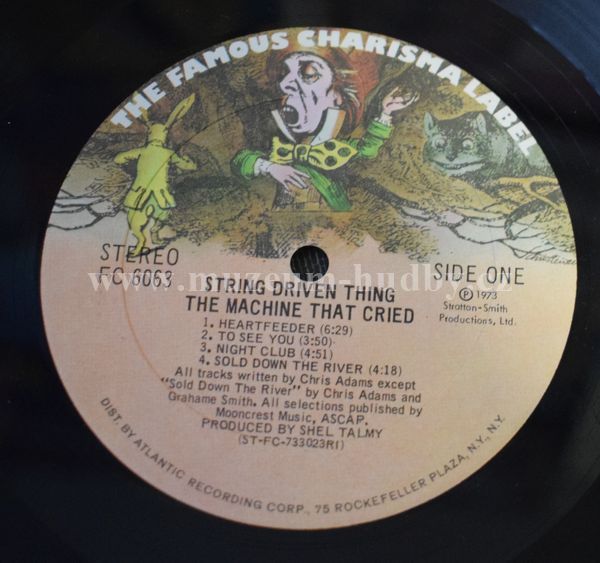 THE FAMOUS CHARISMA LABEL
STEREO
FC 6063
SIDE ONE
℗ 1973
Stratton-Smith
Productions, Ltd.
www.muzeum-hudby.cz
STRING DRIVEN THING
THE MACHINE THAT CRIED
1. HEARTFEEDER (6:29)
2. TO SEE YOU (3:50)
3. NIGHT CLUB (4:51)
4. SOLD DOWN THE RIVER (4:18)
All tracks written by Chris Adams except
"Sold Down The River" by Chris Adams and
Grahame Smith. All selections published by
Mooncrest Music, ASCAP.
PRODUCED BY SHEL TALMY
(ST-FC-733023RI)
DIST. BY ATLANTIC RECORDING CORP., 75 ROCKEFELLER PLAZA, N.Y., N.Y.